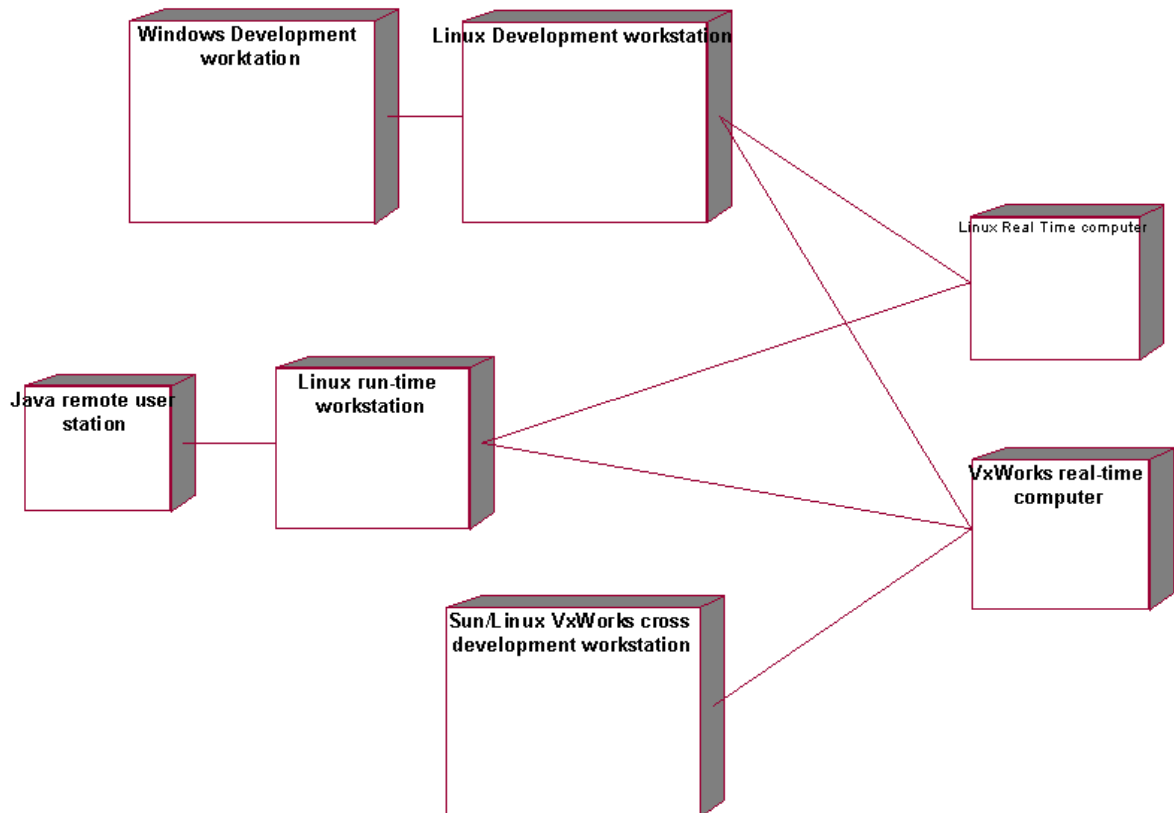 Windows Development
worktation
Linux Development workstation
Linux Real Time computer
Linux run-time
workstation
Java remote user
station
VxWorks real-time
computer
Sun/Linux VxWorks cross
development workstation